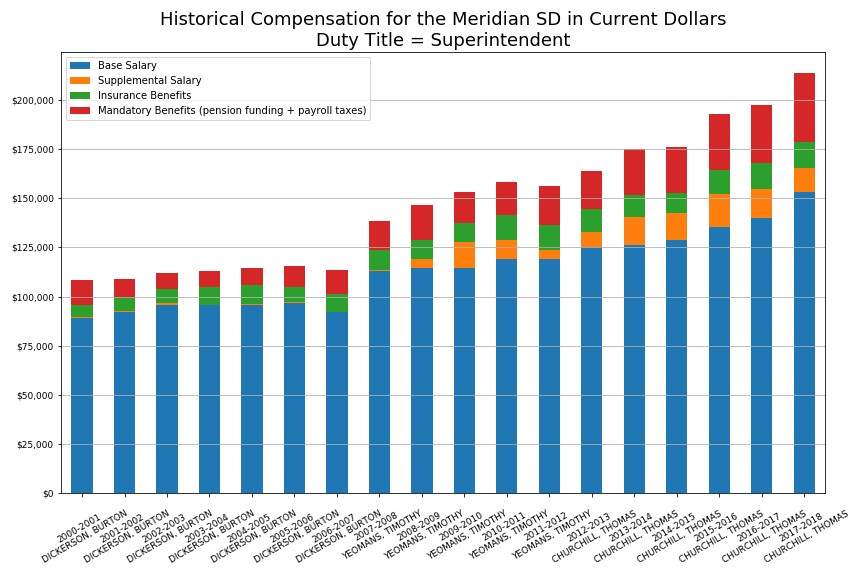 Historical Compensation for the Meridian SD in Current Dollars
Duty Title = Superintendent
Base Salary
Supplemental Salary
Insurance Benefits
Mandatory Benefits (pension funding + payroll taxes)
$200,000
$175,000
$150,000
$125,000
$100,000
$75,000
$50,000
$25,000
$0
2000-2001
DICKERSON, BURTON
2001-2002
DICKERSON, BURTON
2002-2003
DICKERSON, BURTON
2003-2004
DICKERSON, BURTON
2004-2005
DICKERSON, BURTON
2005-2006
DICKERSON, BURTON
2006-2007
DICKERSON, BURTON
2007-2008
YEOMANS, TIMOTHY
2008-2009
YEOMANS, TIMOTHY
2009-2010
YEOMANS, TIMOTHY
2010-2011
YEOMANS, TIMOTHY
2011-2012
YEOMANS, TIMOTHY
2012-2013
CHURCHILL, THOMAS
2013-2014
CHURCHILL, THOMAS
2014-2015
CHURCHILL, THOMAS
2015-2016
CHURCHILL, THOMAS
2016-2017
CHURCHILL, THOMAS
2017-2018
CHURCHILL, THOMAS